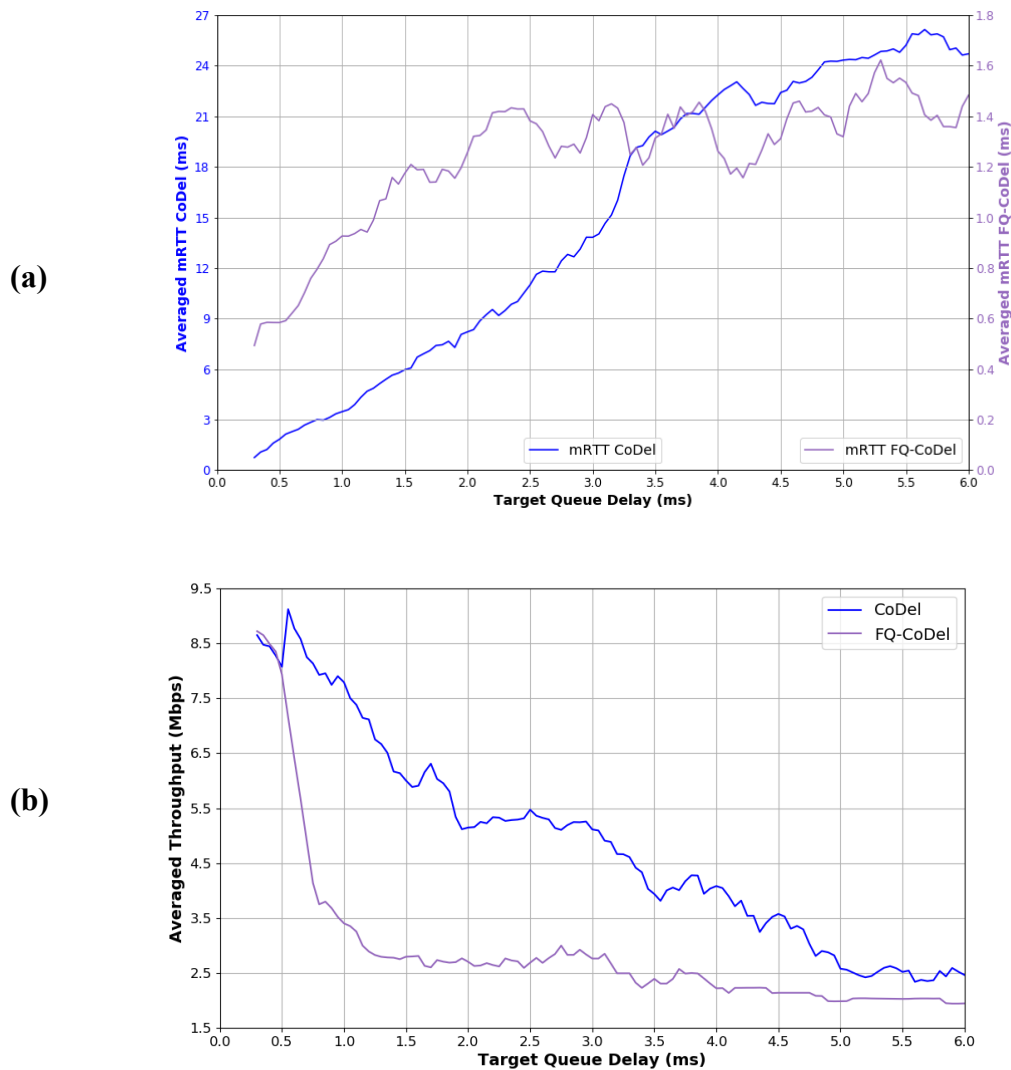 (a)
Averaged mRTT CoDel (ms)
27
24
21
18
15
12
9
6
3
0
1.8
1.6
1.4
1.2
1.0
0.8
0.6
0.4
0.2
0.0
Averaged mRTT FQ-CoDel (ms)
mRTT CoDel
mRTT FQ-CoDel
0.0 0.5 1.0 1.5 2.0 2.5 3.0 3.5 4.0 4.5 5.0 5.5 6.0
Target Queue Delay (ms)
(b)
Averaged Throughput (Mbps)
9.5
8.5
7.5
6.5
5.5
4.5
3.5
2.5
1.5
CoDel
FQ-CoDel
0.0 0.5 1.0 1.5 2.0 2.5 3.0 3.5 4.0 4.5 5.0 5.5 6.0
Target Queue Delay (ms)